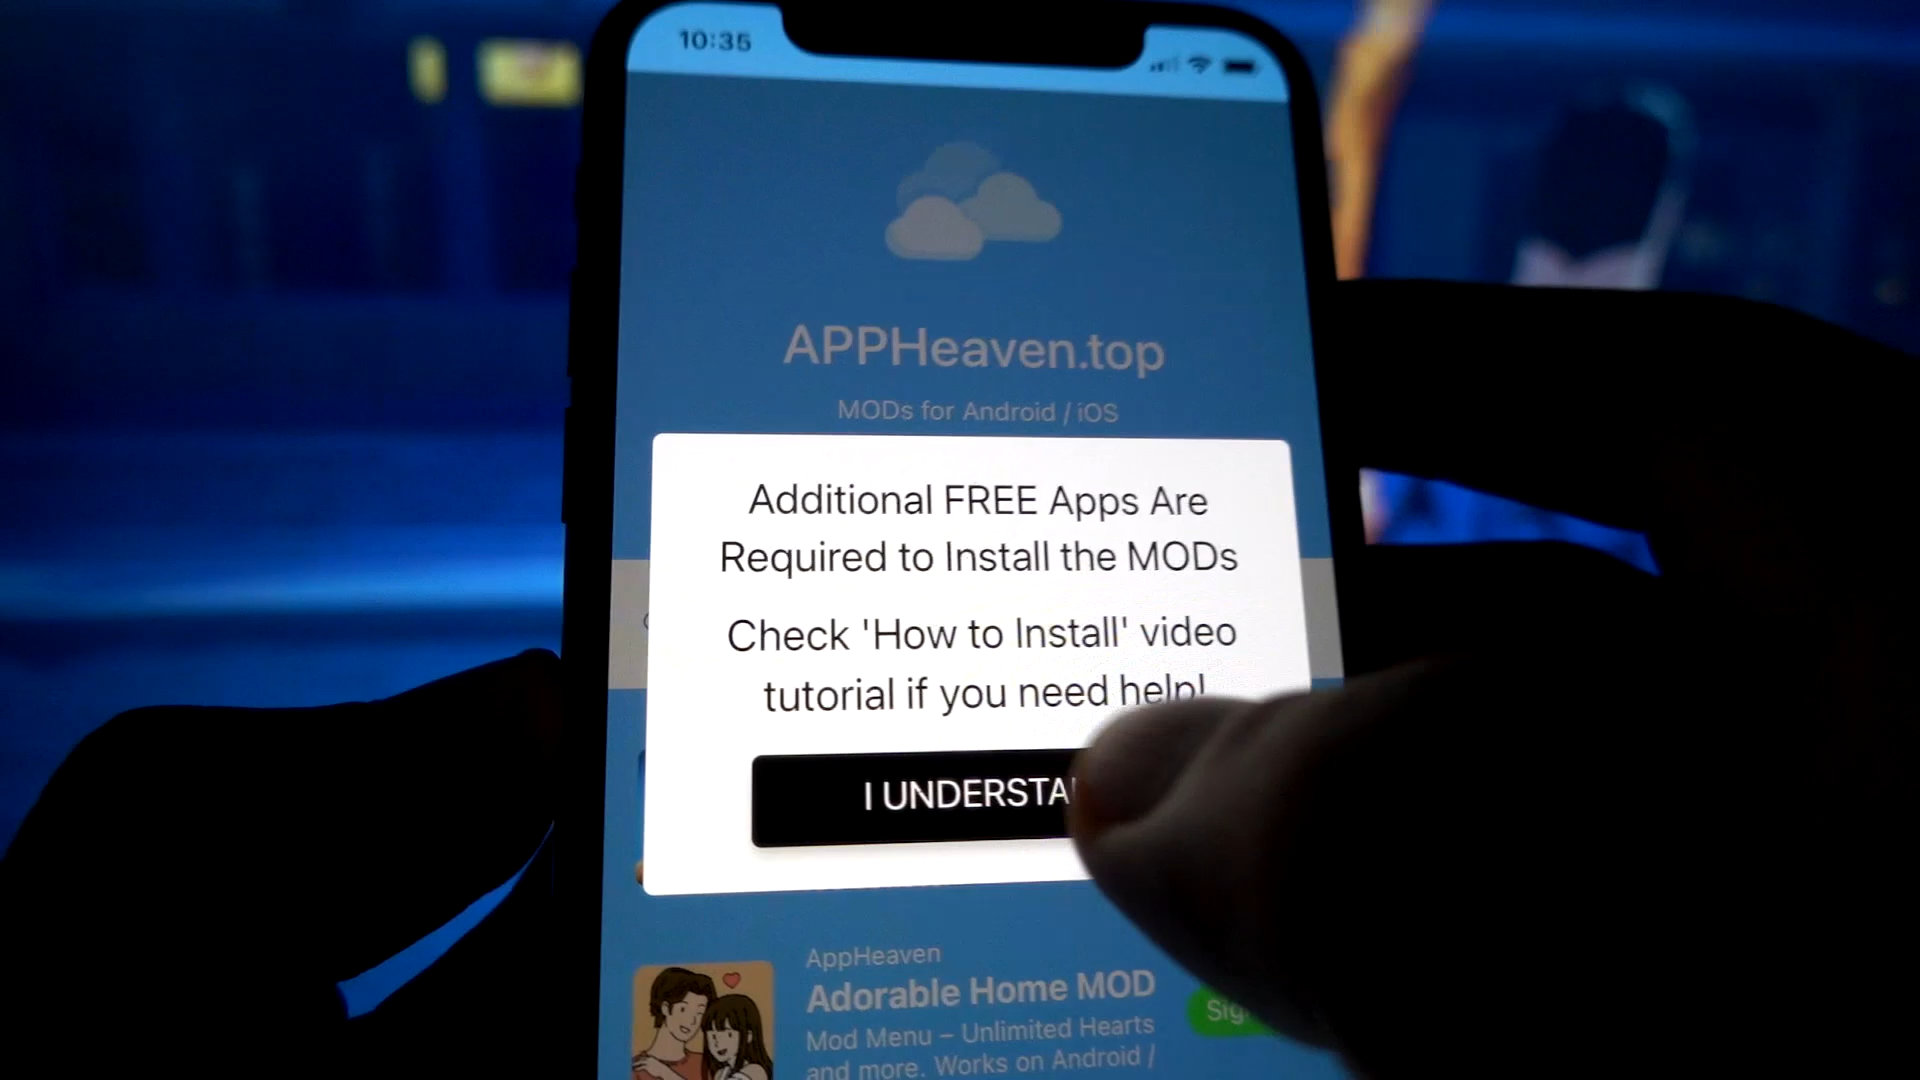 10:35
APPHeaven.top
MODs for Android / iOS
Additional FREE Apps Are
Required to Install the MODs
Check 'How to Install' video
tutorial if you need help!
I UNDERSTA
AppHeaven
Adorable Home MOD
Mod Menu – Unlimited Hearts
and more. Works on Android /